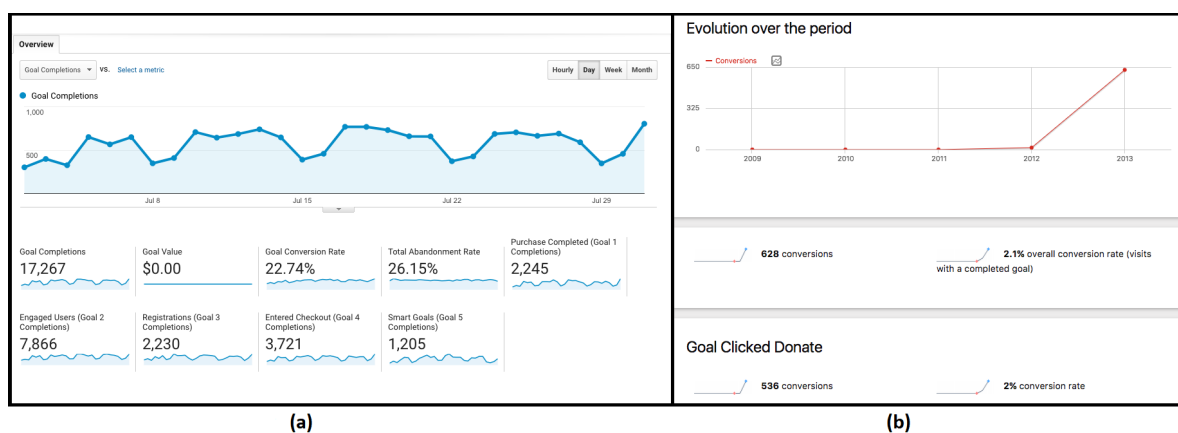 Overview
Goal Completions VS. Select a metric
Hourly Day Week Month
Goal Completions
1,000
500
Jul 8 Jul 15 Jul 22 Jul 29
Goal Completions
17,267
Goal Value
$0.00
Goal Conversion Rate
22.74%
Total Abandonment Rate
26.15%
Purchase Completed (Goal 1
Completions)
2,245
Engaged Users (Goal 2
Completions)
7,866
Registrations (Goal 3
Completions)
2,230
Entered Checkout (Goal 4
Completions)
3,721
Smart Goals (Goal 5
Completions)
1,205
(a)
Evolution over the period
Conversions
650
325
0
2009 2010 2011 2012 2013
628 conversions
2.1% overall conversion rate (visits
with a completed goal)
Goal Clicked Donate
536 conversions
2% conversion rate
(b)